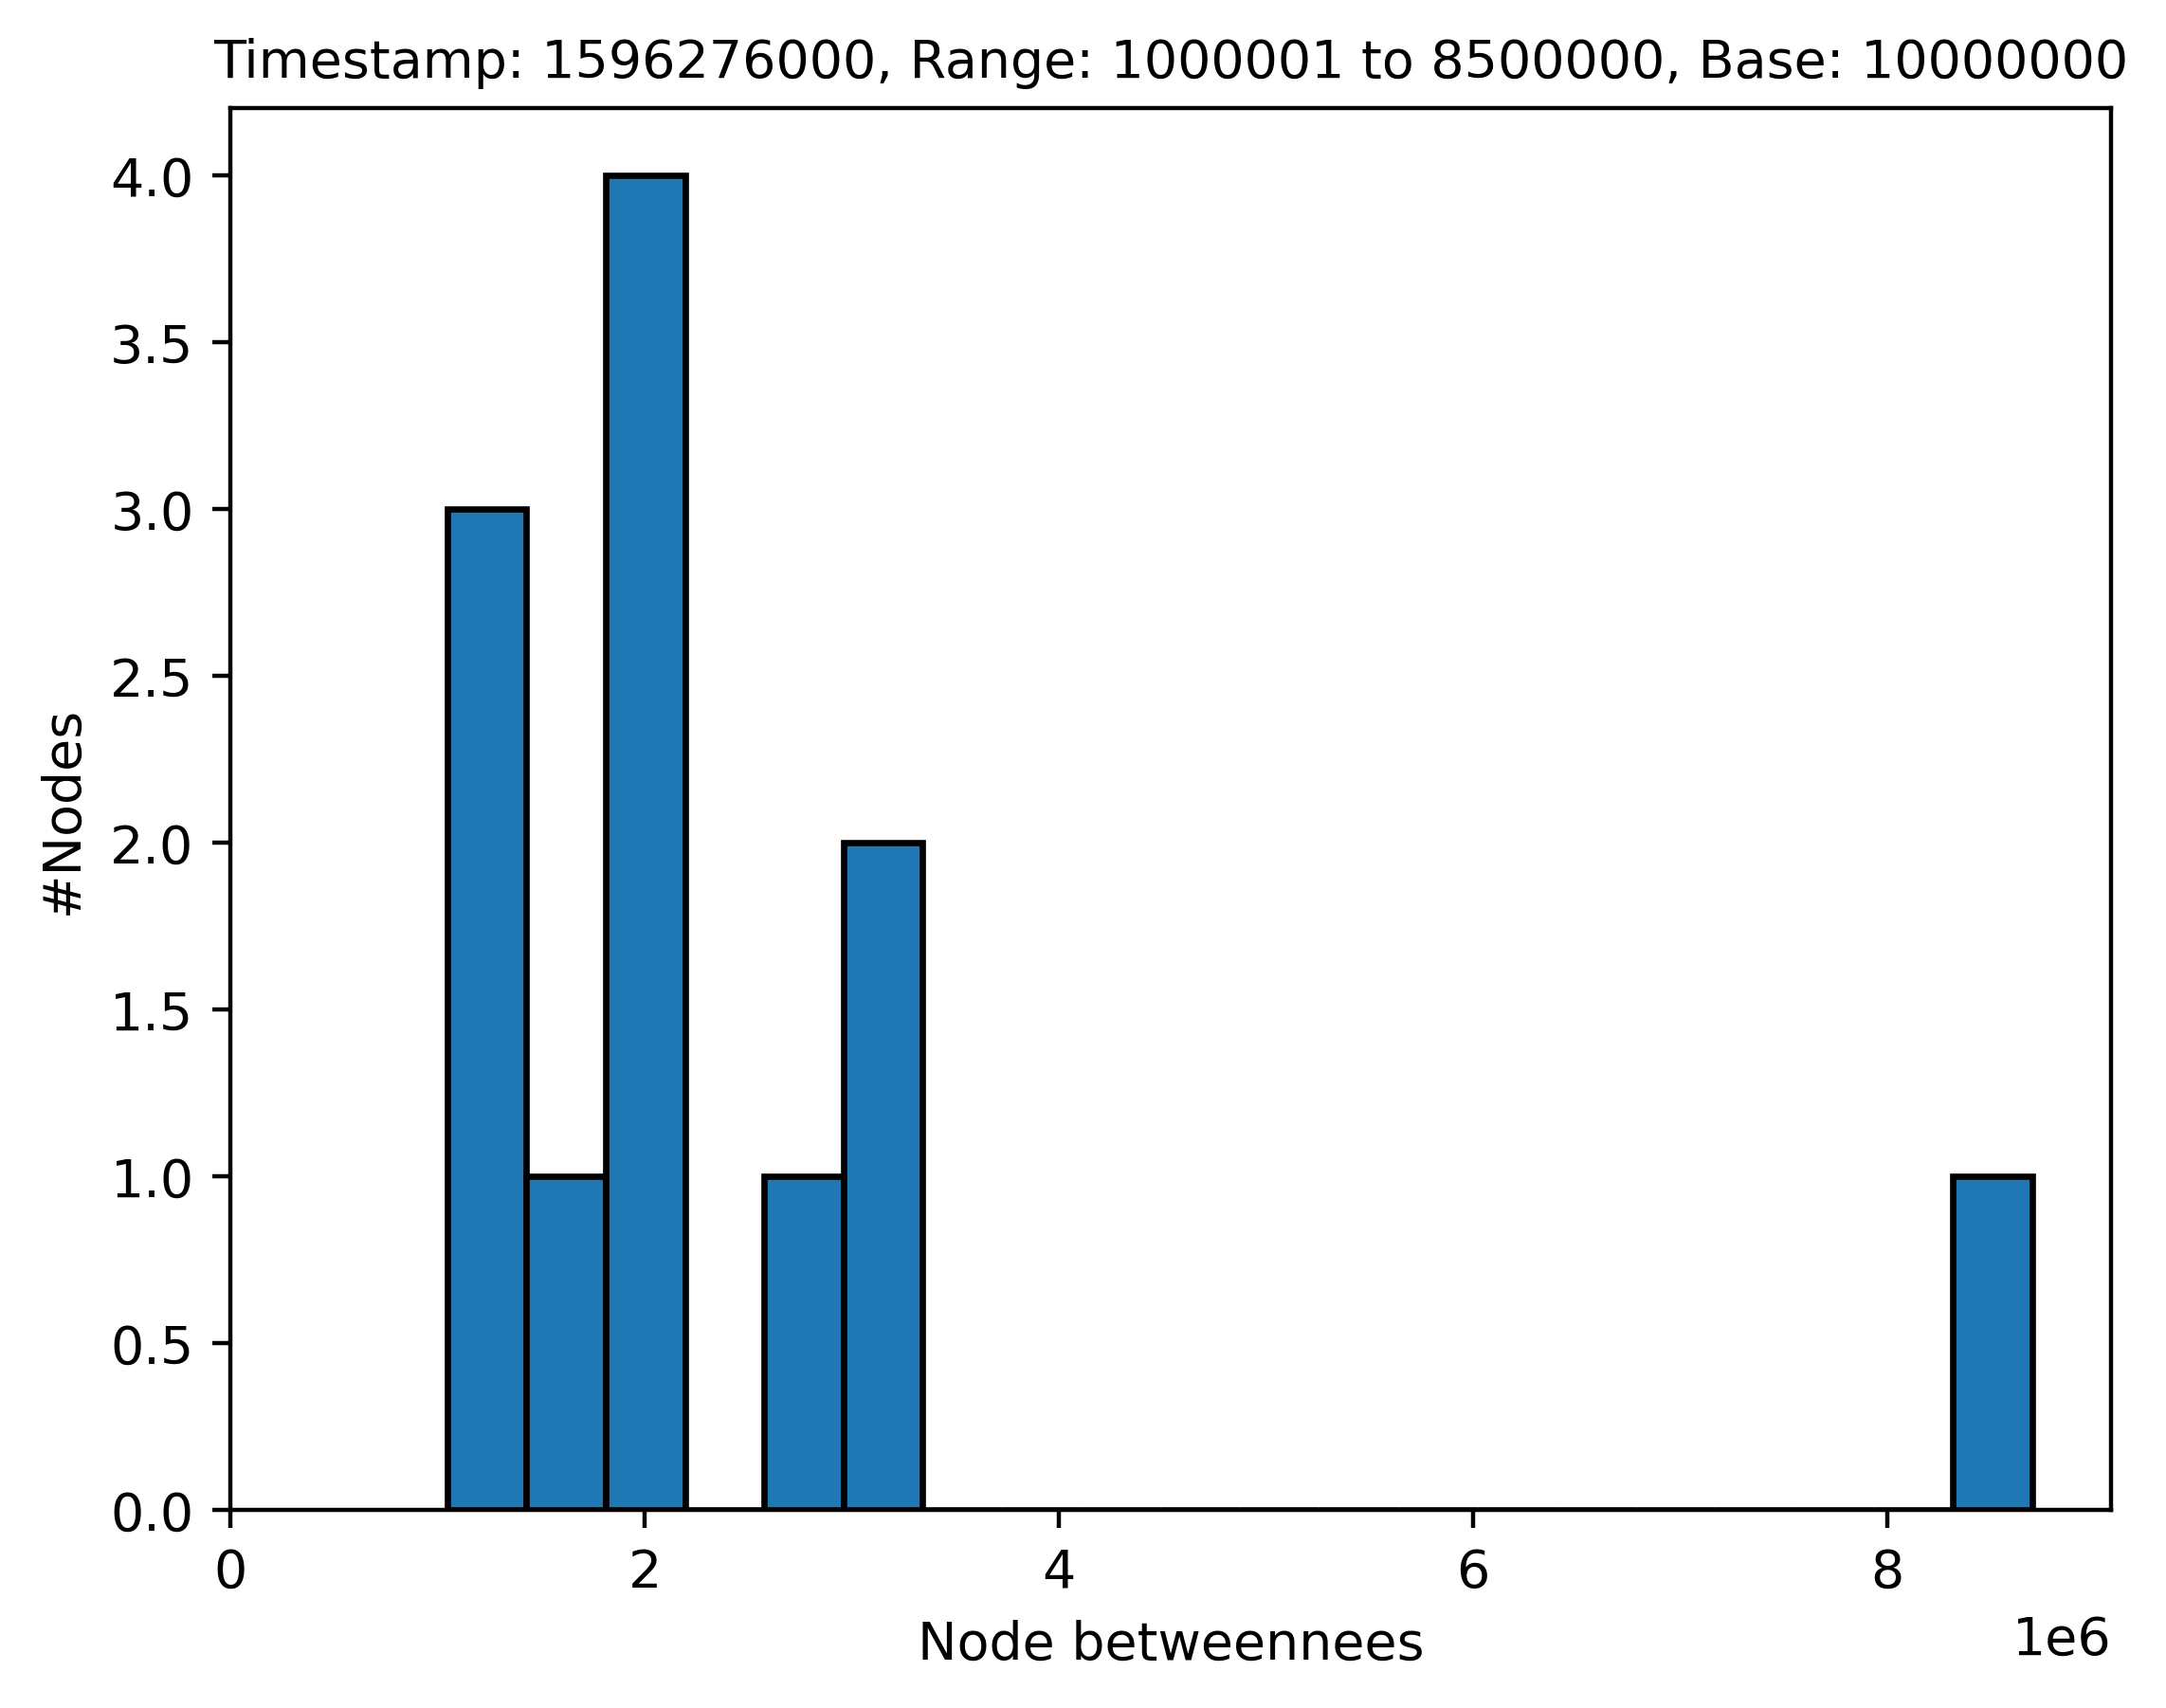 Timestamp: 1596276000, Range: 1000001 to 8500000, Base: 10000000
4.0
3.5
3.0
2.5
2.0
1.5
1.0
0.5
0.0
#Nodes
0 2 4 6 8
1e6
Node betweennees